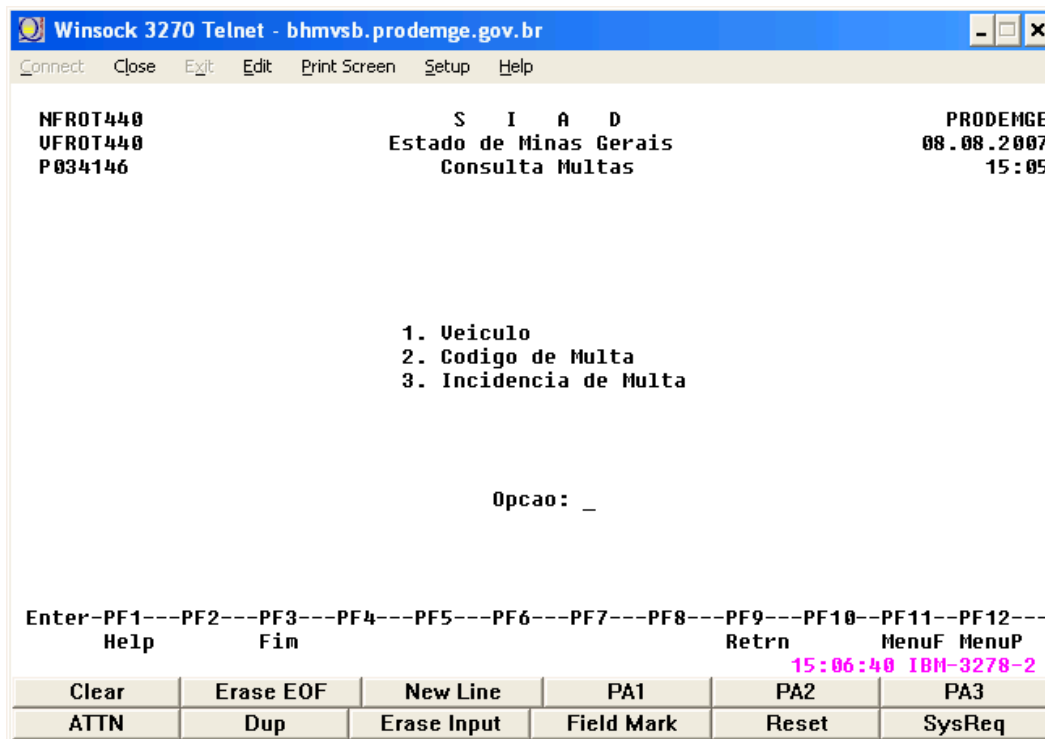 Winsock 3270 Telnet - bhmvsb.prodemge.gov.br
Connect Close Exit Edit Print Screen Setup Help
NFROT440 S I A D PRODEMGE
VFROT440 Estado de Minas Gerais 08.08.2007
P034146 Consulta Multas 15:05
1. Veiculo
2. Codigo de Multa
3. Incidencia de Multa
Opcao: _
Enter-PF1---PF2---PF3---PF4---PF5---PF6---PF7---PF8---PF9---PF10--PF11--PF12---
Help Fim Retrn MenuF MenuP
15:06:40 IBM-3278-2
Clear Erase EOF New Line PA1 PA2 PA3
ATTN Dup Erase Input Field Mark Reset SysReq